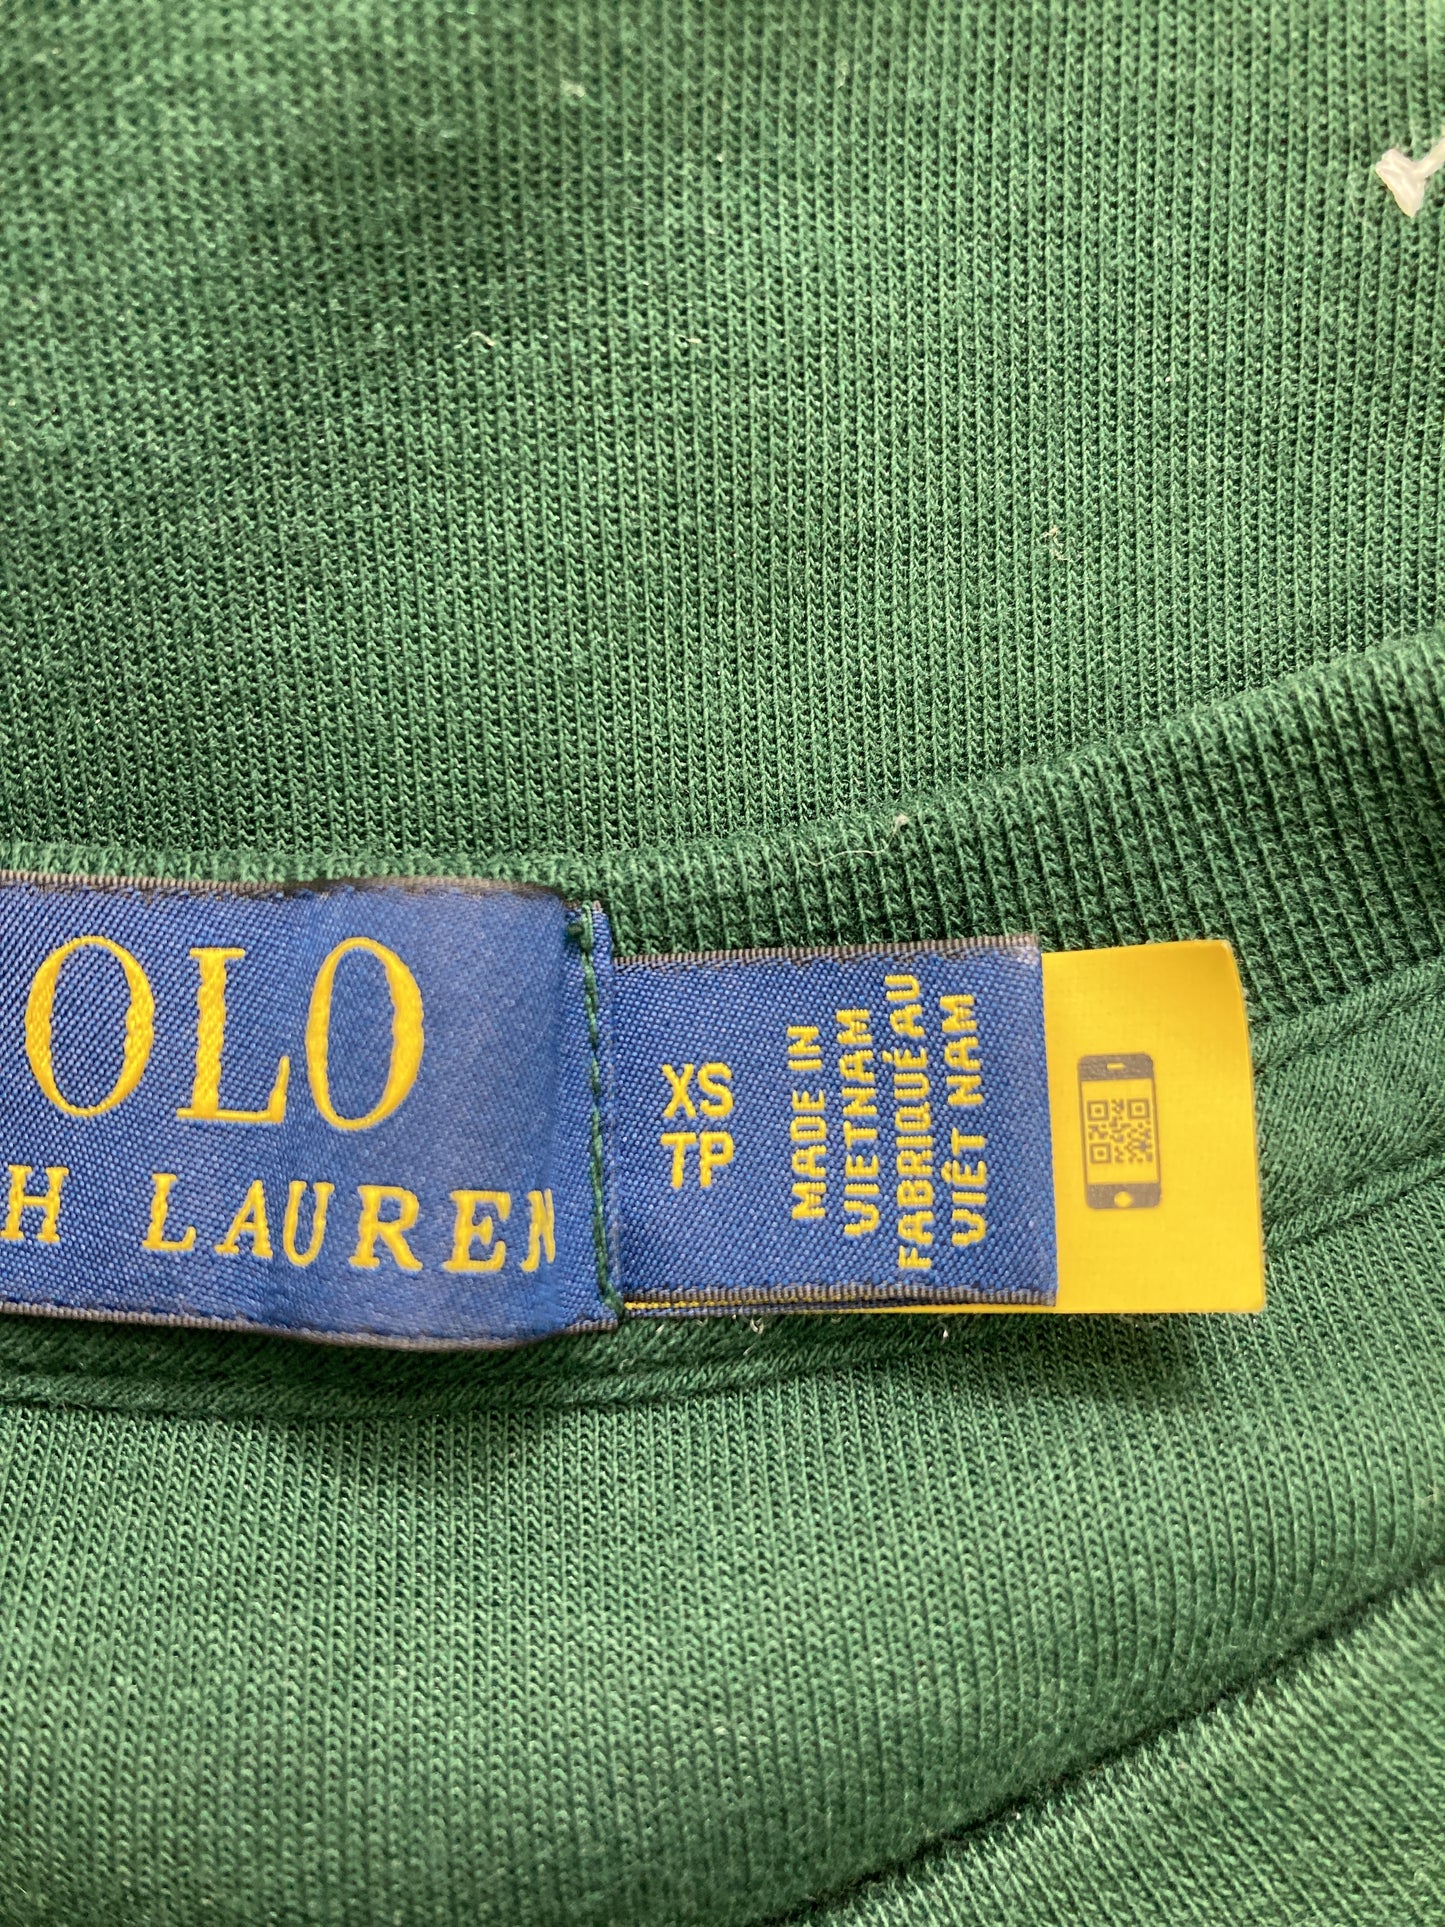 OLO
H LAUREN
XS
TP
MADE IN
VIETNAM
FABRIQUÉ AU
VIÊT NAM